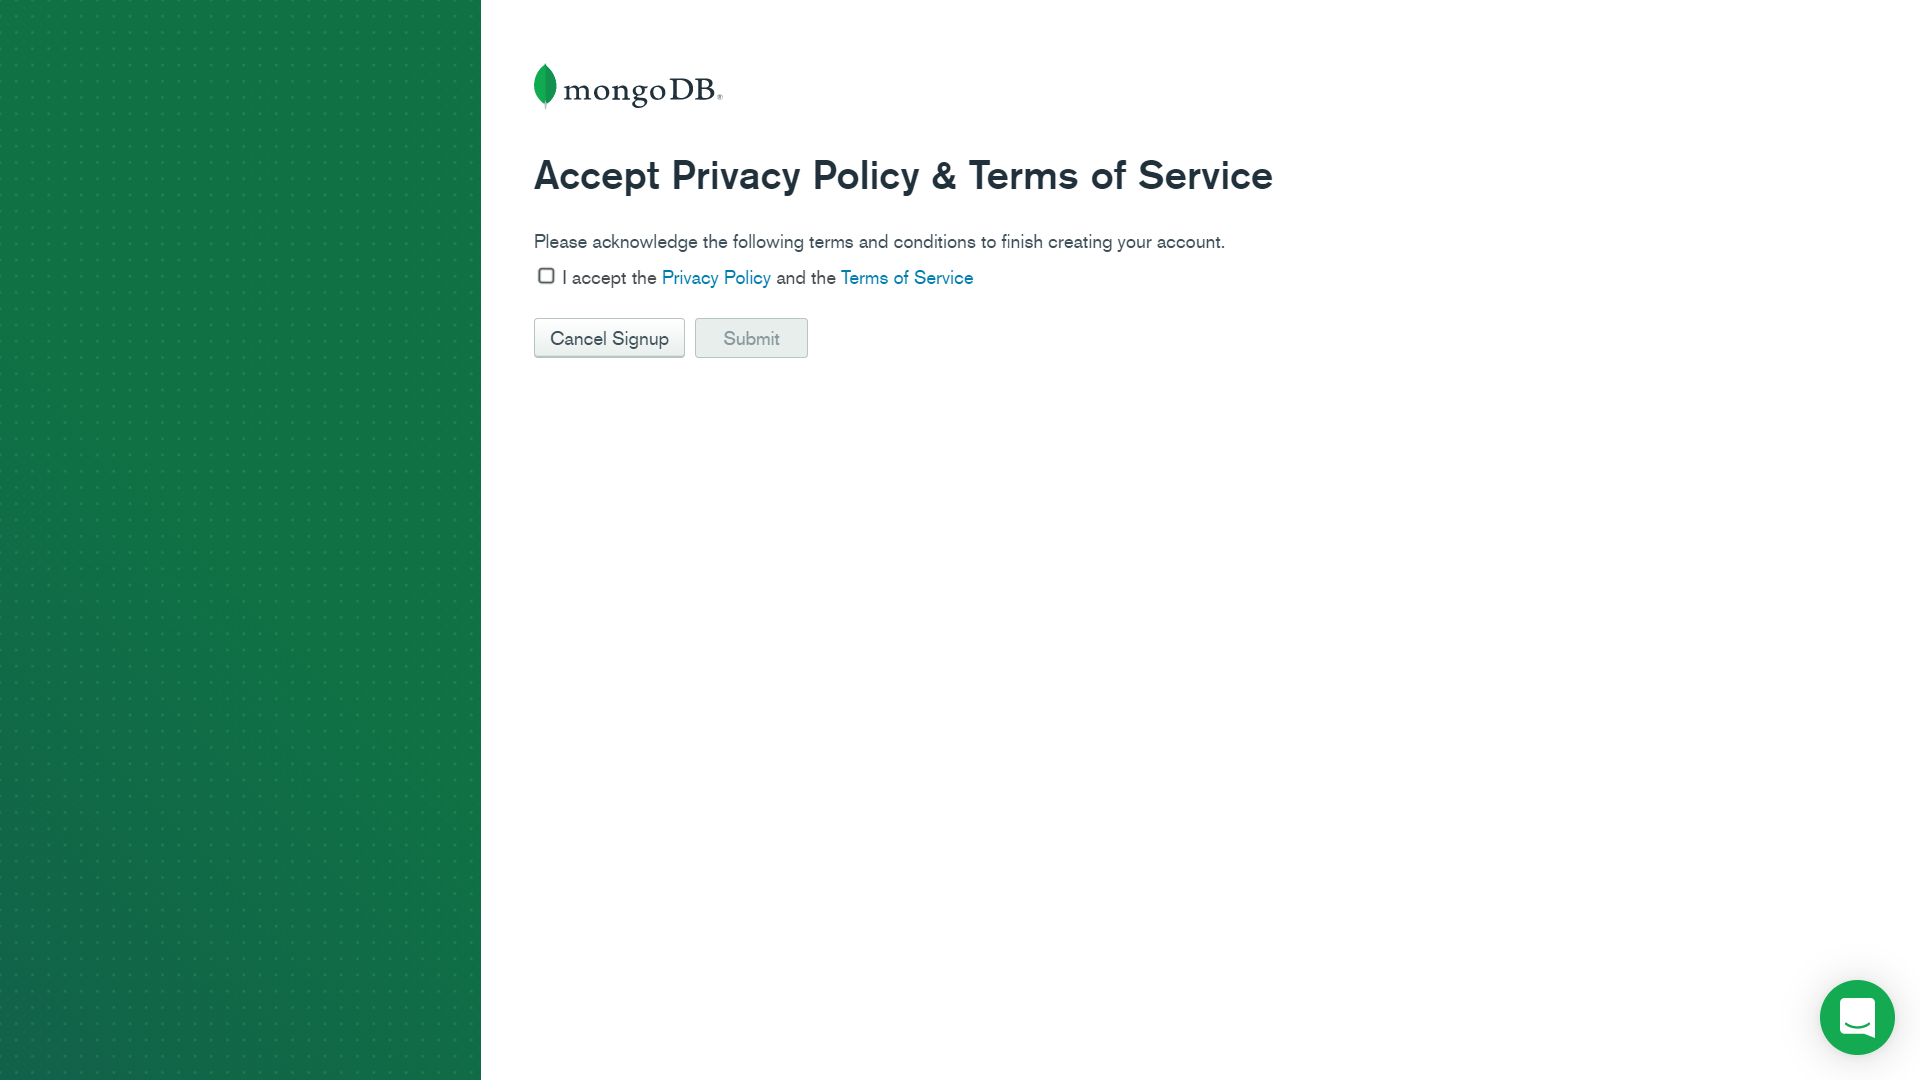 mongoDB®
Accept Privacy Policy & Terms of Service
Please acknowledge the following terms and conditions to finish creating your account.
I accept the Privacy Policy and the Terms of Service
Cancel Signup
Submit